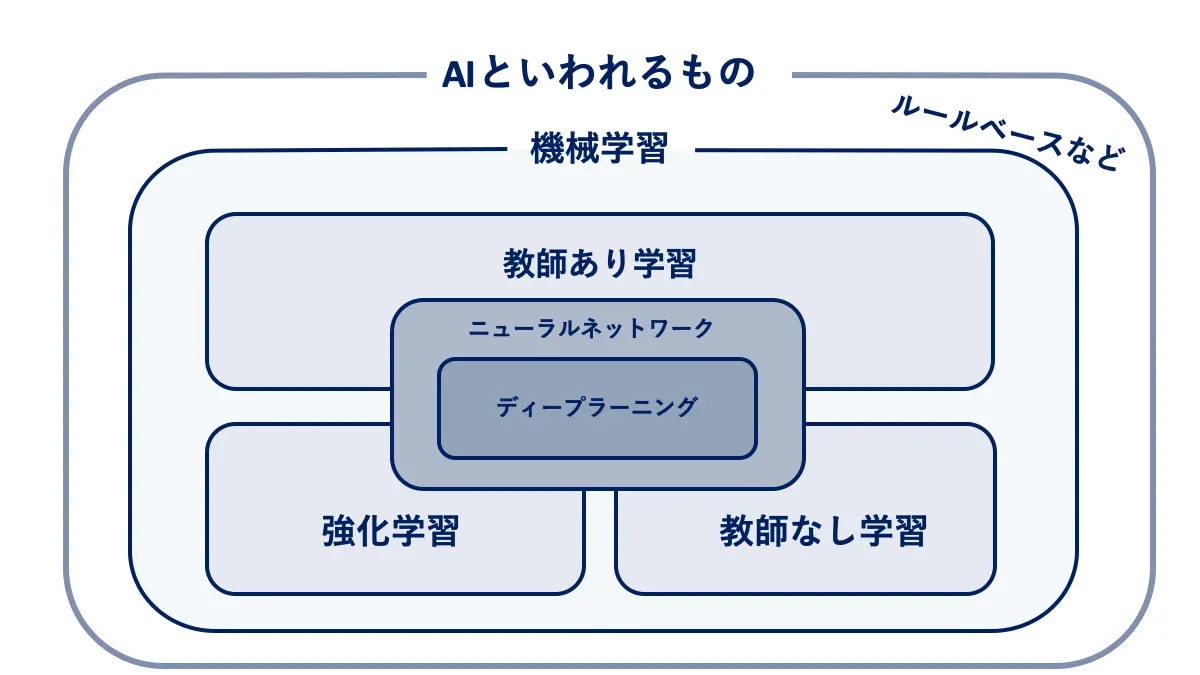 AIといわれるもの
ルールベースなど
機械学習
教師あり学習
ニューラルネットワーク
ディープラーニング
強化学習
教師なし学習